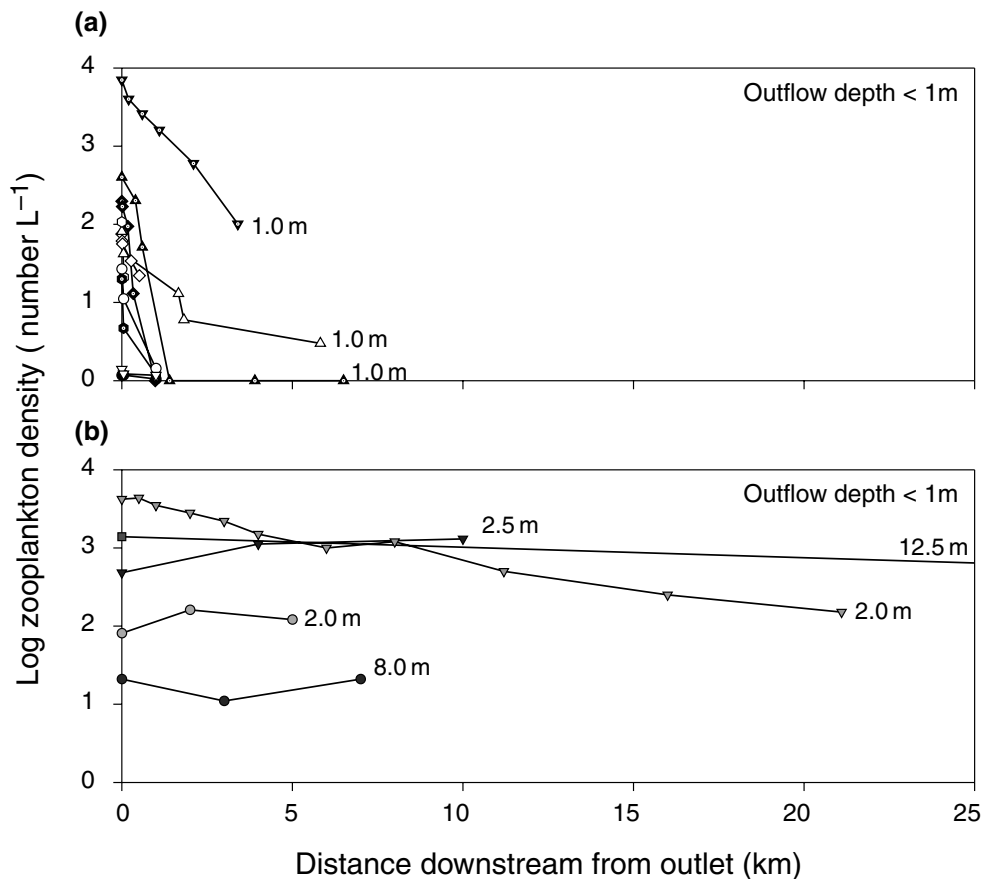 (a)
4
3
2
1
0
Outflow depth < 1m
1.0 m
1.0 m
1.0 m
Log zooplankton density ( number L⁻¹)
(b)
4
3
2
1
0
Outflow depth < 1m
2.5 m
12.5 m
2.0 m
2.0 m
8.0 m
0 5 10 15 20 25
Distance downstream from outlet (km)